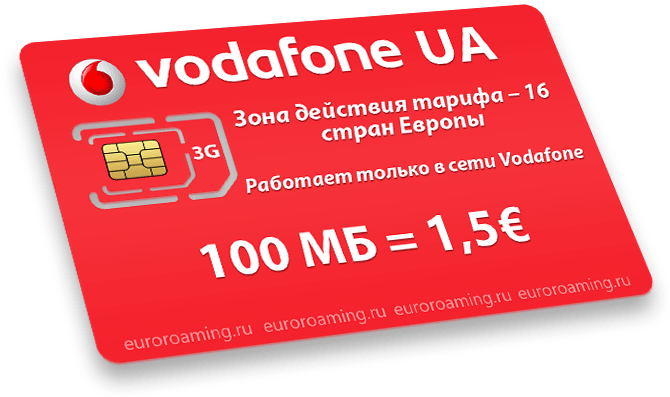 vodafone UA
Зона действия тарифа – 16
стран Европы
3G
Работает только в сети Vodafone
100 МБ = 1,5€
euroroaming.ru euroroaming.ru euroroaming.ru euroroaming.ru